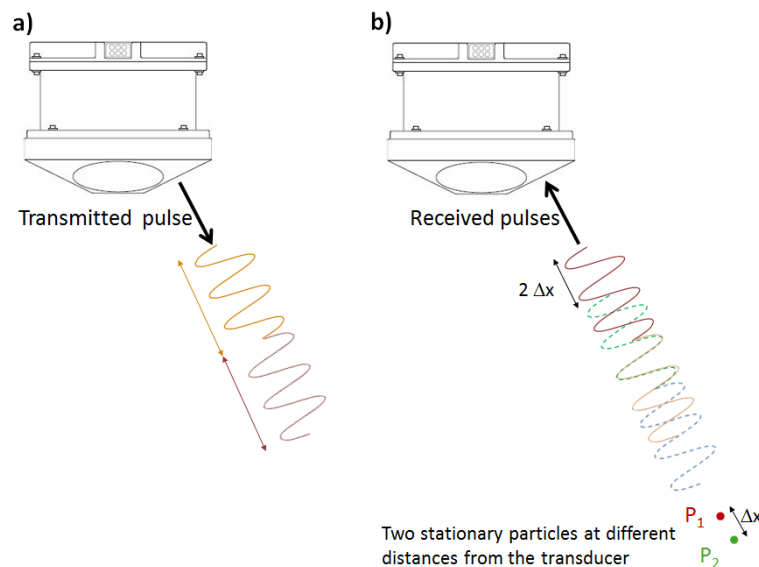 a)
b)
Transmitted pulse
Received pulses
2 Δx
P1
Δx
P2
Two stationary particles at different
distances from the transducer